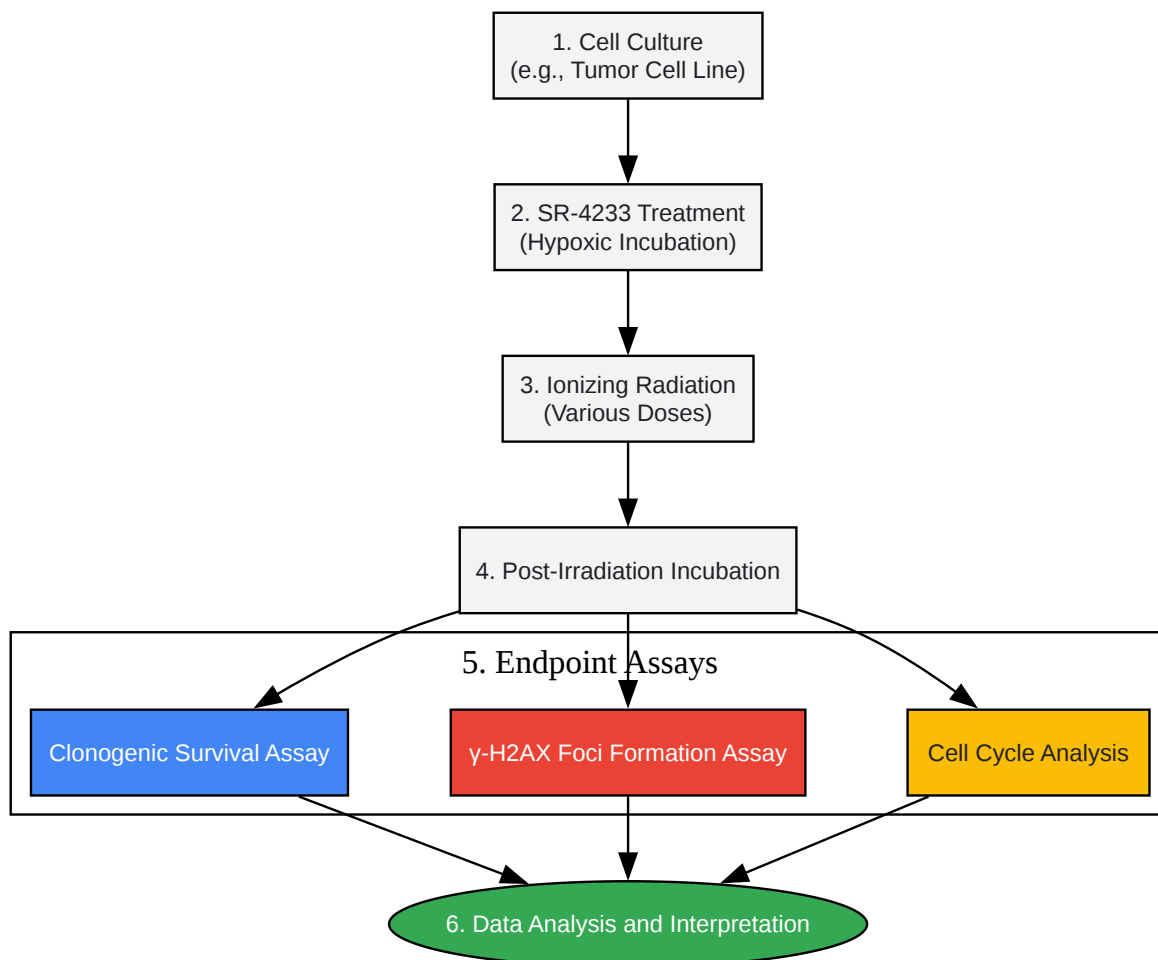 1. Cell Culture
(e.g., Tumor Cell Line)
2. SR-4233 Treatment
(Hypoxic Incubation)
3. Ionizing Radiation
(Various Doses)
4. Post-Irradiation Incubation
5. Endpoint Assays
Clonogenic Survival Assay
γ-H2AX Foci Formation Assay
Cell Cycle Analysis
6. Data Analysis and Interpretation